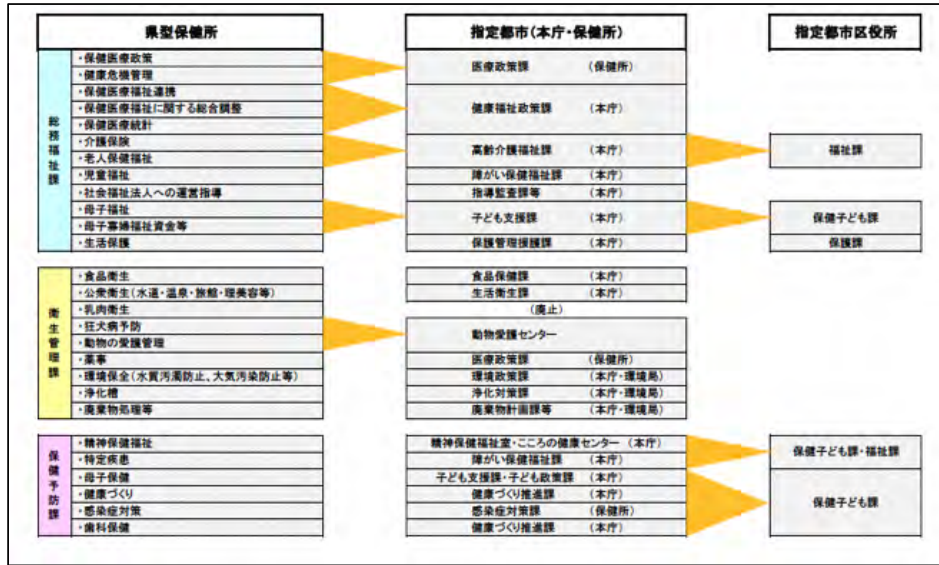 県型保健所
指定都市(本庁・保健所)
指定都市区役所
総務福祉課
・保健医療政策
・健康危機管理
・保健医療福祉連携
・保健医療福祉に関する総合調整
・保健医療統計
・介護保険
・老人保健福祉
・児童福祉
・社会福祉法人への運営指導
・母子福祉
・母子寡婦福祉資金等
・生活保護
医療政策課 (保健所)
健康福祉政策課 (本庁)
高齢介護福祉課 (本庁)
障がい保健福祉課 (本庁)
指導監査課等 (本庁)
子ども支援課 (本庁)
保護管理援護課 (本庁)
福祉課
保健子ども課
保護課
衛生管理課
・食品衛生
・公衆衛生(水道・温泉・旅館・理美容等)
・乳肉衛生
・狂犬病予防
・動物の愛護管理
・薬事
・環境保全(水質汚濁防止、大気汚染防止等)
・浄化槽
・廃棄物処理等
食品保健課 (本庁)
生活衛生課 (本庁)
(廃止)
動物愛護センター
医療政策課 (保健所)
環境政策課 (本庁・環境局)
浄化対策課 (本庁・環境局)
廃棄物計画課等 (本庁・環境局)
保健予防課
・精神保健福祉
・特定疾患
・母子保健
・健康づくり
・感染症対策
・歯科保健
精神保健福祉室・こころの健康センター (本庁)
障がい保健福祉課 (本庁)
子ども支援課・子ども政策課 (本庁)
健康づくり推進課 (本庁)
感染症対策課 (保健所)
健康づくり推進課 (本庁)
保健子ども課・福祉課
保健子ども課